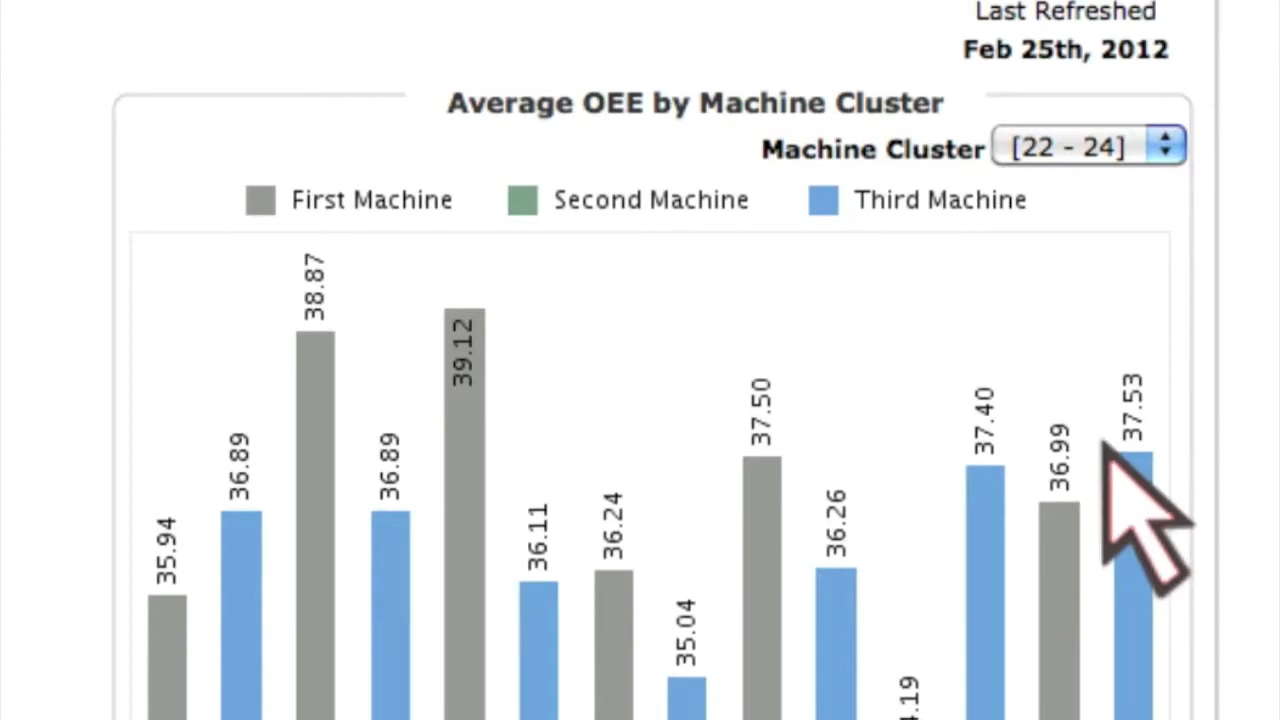 Last Refreshed
Feb 25th, 2012
Average OEE by Machine Cluster
Machine Cluster [22 - 24]
First Machine Second Machine Third Machine
35.94
36.89
38.87
36.89
39.12
36.11
36.24
35.04
37.50
36.26
4.19
37.40
36.99
37.53